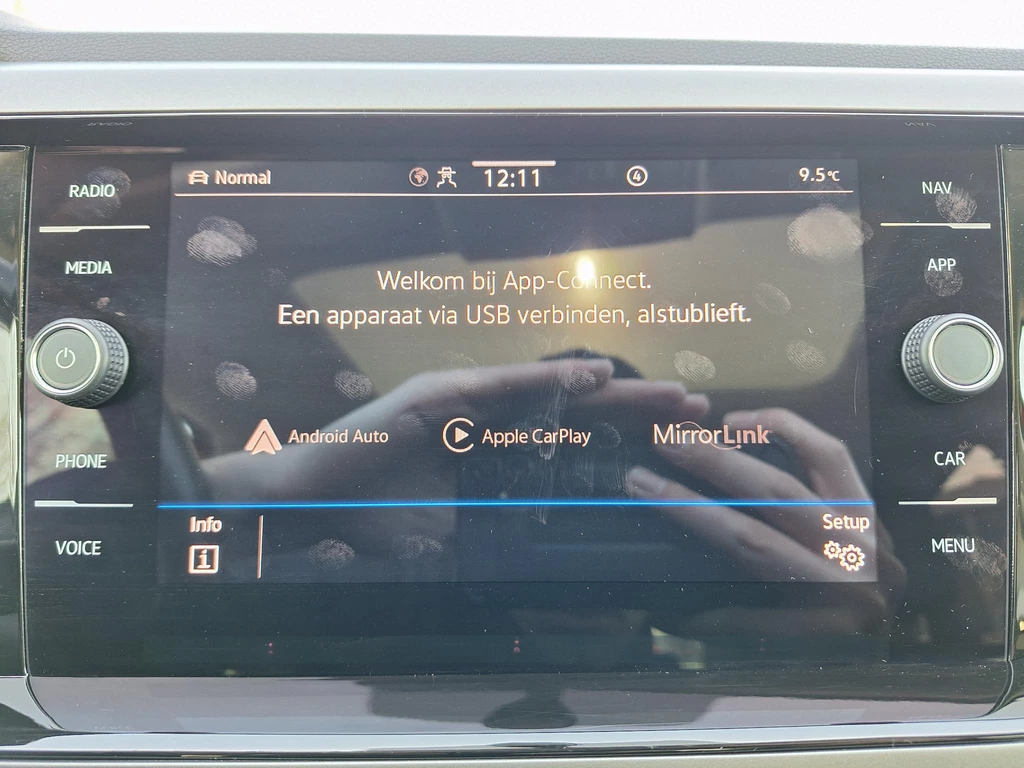 RADIO
MEDIA
PHONE
VOICE
Normal
12:11
4
9.5°C
Welkom bij App-Connect.
Een apparaat via USB verbinden, alstublieft.
Android Auto
Apple CarPlay
MirrorLink
Info
i
Setup
NAV
APP
CAR
MENU